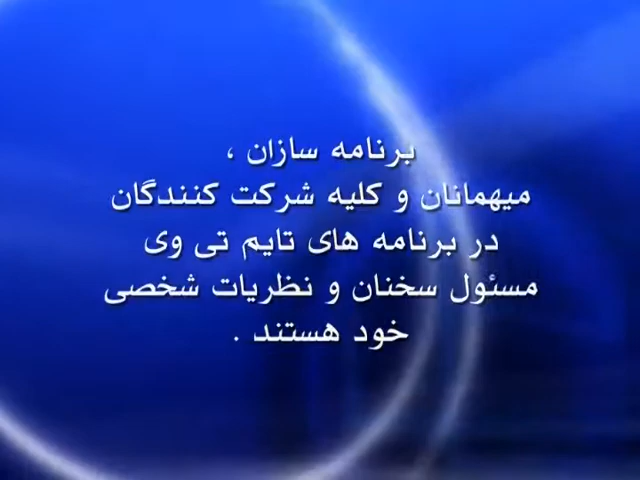 برنامه سازان ،
میهمانان و کلیه شرکت کنندگان
در برنامه های تایم تی وی
مسئول سخنان و نظریات شخصی
خود هستند .